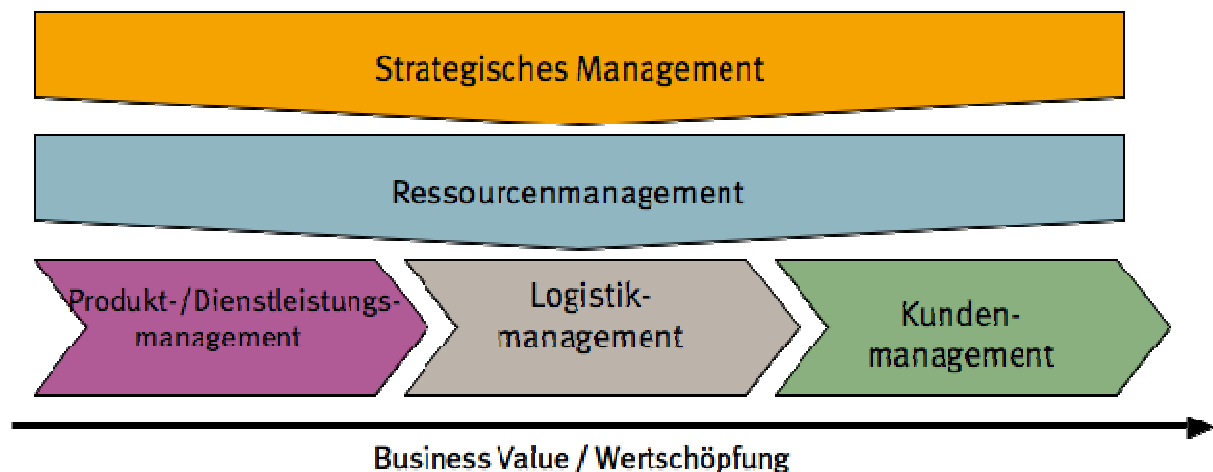 Strategisches Management
Ressourcenmanagement
Produkt-/Dienstleistungs-
management
Logistik-
management
Kunden-
management
Business Value / Wertschöpfung